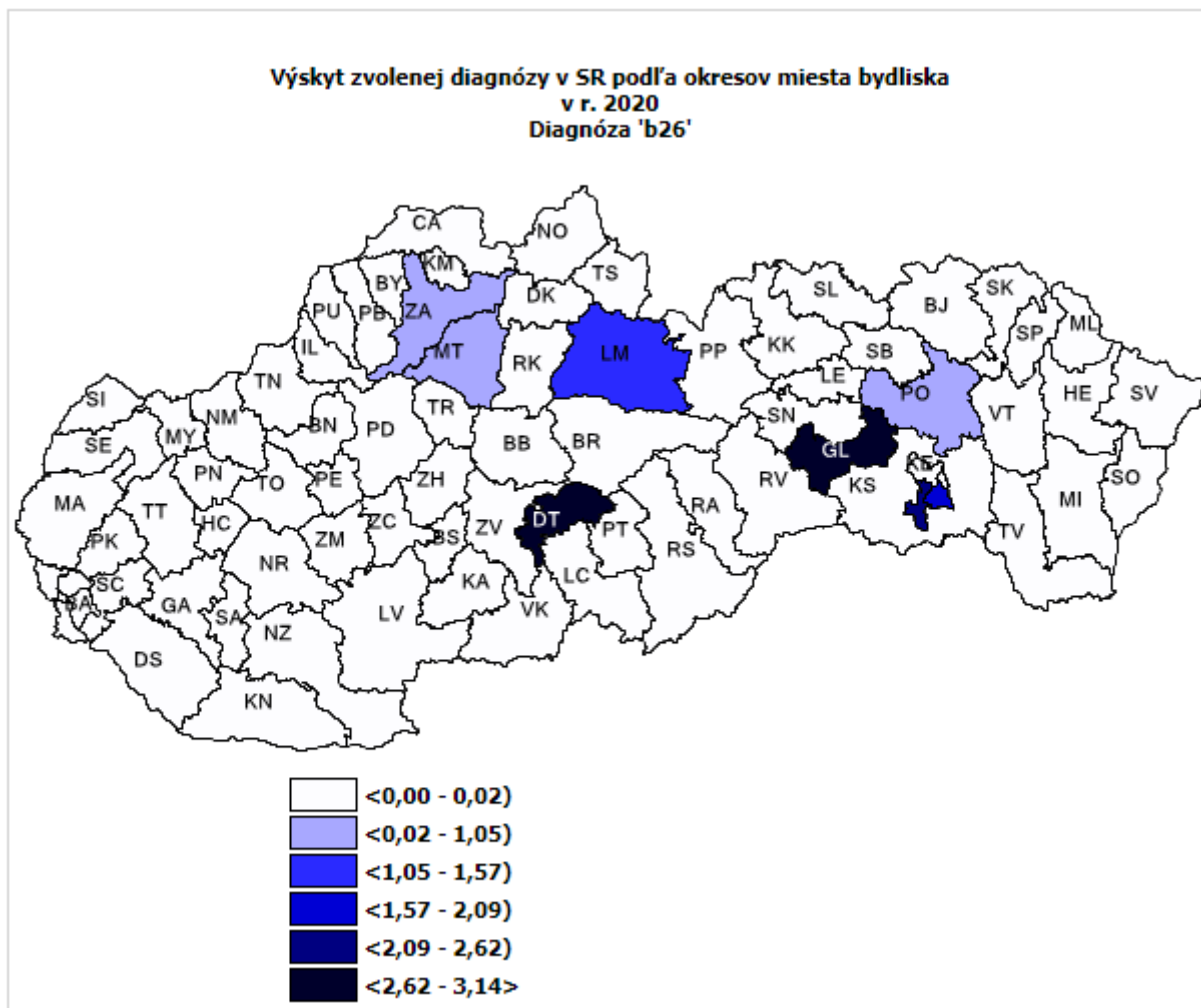 Výskyt zvolenej diagnózy v SR podľa okresov miesta bydliska
v r. 2020
Diagnóza 'b26'
CA
NO
KM
TS
BY
DK
SL
SK
PU
PB
ZA
BJ
ML
SP
IL
MT
RK
LM
PP
KK
SB
TN
LE
HE
SV
SI
TR
PO
NM
BN
PD
SN
VT
MY
SE
BB
BR
GL
KE
PN
TO
PE
ZH
RV
KS
SO
MA
TT
RA
MI
HC
ZC
ZV
DT
PT
TV
PK
ZM
BS
RS
NR
SC
LC
KA
BA
GA
SA
LV
VK
NZ
DS
KN
<0,00 - 0,02)
<0,02 - 1,05)
<1,05 - 1,57)
<1,57 - 2,09)
<2,09 - 2,62)
<2,62 - 3,14>